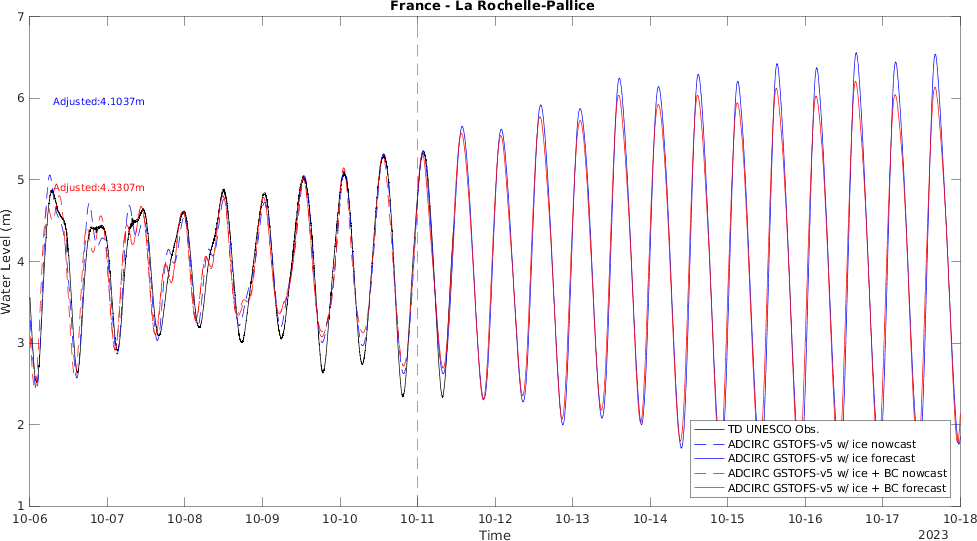 France - La Rochelle-Pallice
7
6
5
4
3
2
1
Water Level (m)
Adjusted:4.1037m
Adjusted:4.3307m
TD UNESCO Obs.
ADCIRC GSTOFS-v5 w/ ice nowcast
ADCIRC GSTOFS-v5 w/ ice forecast
ADCIRC GSTOFS-v5 w/ ice + BC nowcast
ADCIRC GSTOFS-v5 w/ ice + BC forecast
10-06 10-07 10-08 10-09 10-10 10-11 10-12 10-13 10-14 10-15 10-16 10-17 10-18
Time
2023